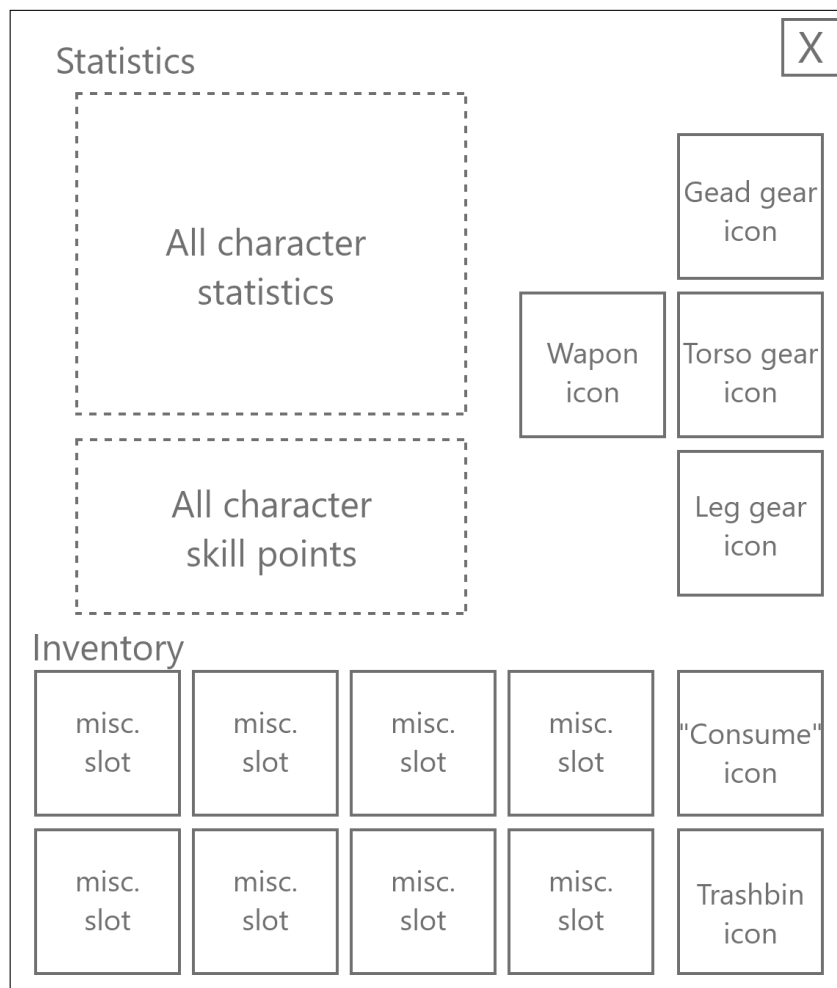 Statistics
X
All character
statistics
Gead gear
icon
Wapon
icon
Torso gear
icon
All character
skill points
Leg gear
icon
Inventory
misc.
slot
misc.
slot
misc.
slot
misc.
slot
"Consume"
icon
misc.
slot
misc.
slot
misc.
slot
misc.
slot
Trashbin
icon